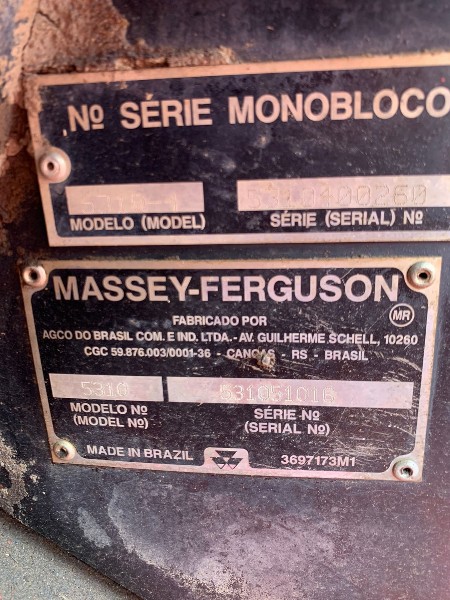 Nº SÉRIE MONOBLOCO
MODELO (MODEL) SÉRIE (SERIAL) Nº
MASSEY-FERGUSON
MR
FABRICADO POR
AGCO DO BRASIL COM. E IND. LTDA. - AV. GUILHERME SCHELL, 10260
CGC 59.876.003/0001-36 - CANOAS - RS - BRASIL
5310 531051016
MODELO Nº SÉRIE Nº
(MODEL Nº) (SERIAL Nº)
MADE IN BRAZIL 3697173M1